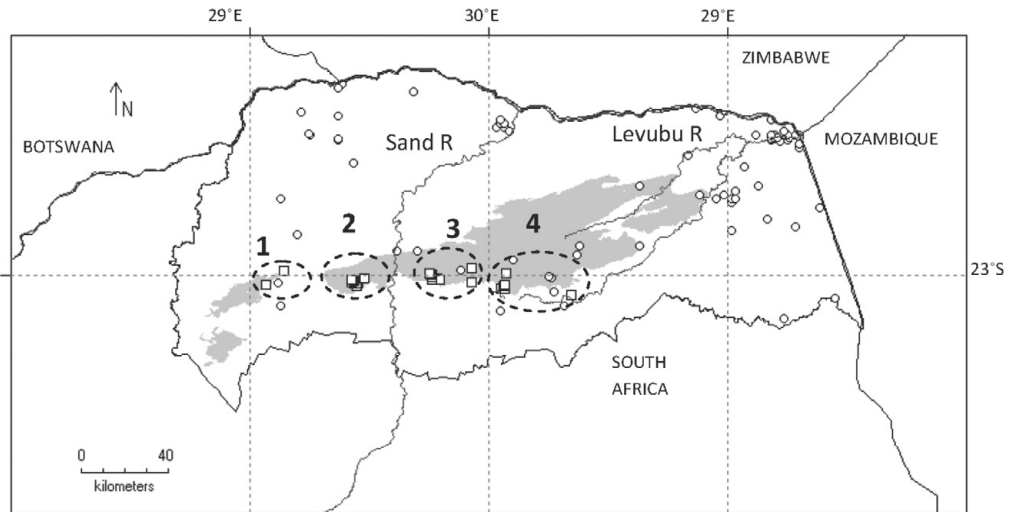 29°E 30°E 29°E
ZIMBABWE
N
BOTSWANA
Sand R
Levubu R
MOZAMBIQUE
1 2 3 4
23°S
SOUTH
AFRICA
0 40
kilometers